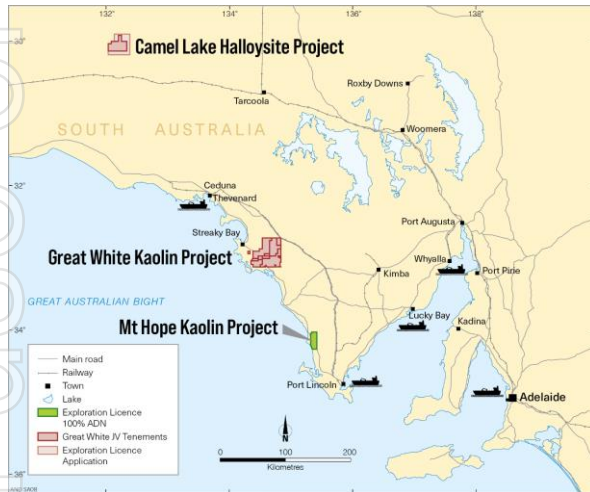 132°
134°
136°
138°
30°
Camel Lake Halloysite Project
Roxby Downs
Tarcoola
Woomera
SOUTH AUSTRALIA
32°
Ceduna
Thevenard
Port Augusta
Streaky Bay
Great White Kaolin Project
Whyalla
Port Pirie
Kimba
GREAT AUSTRALIAN BIGHT
Lucky Bay
Kadina
34°
Mt Hope Kaolin Project
Port Lincoln
Adelaide
Main road
Railway
Town
Lake
Exploration Licence
100% ADN
Great White JV Tenements
Exploration Licence
Application
N
0 100 200
Kilometres
36°